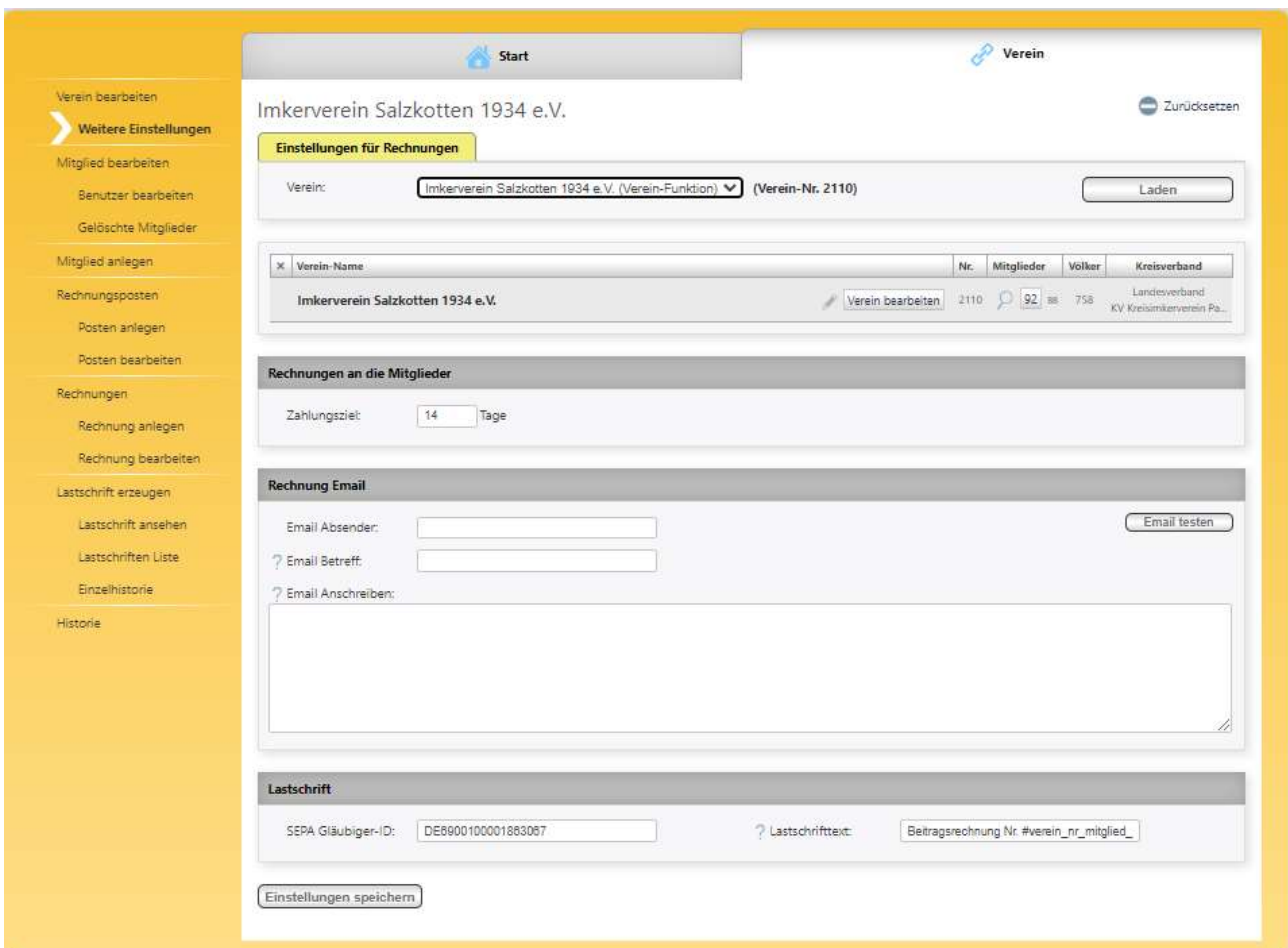 Start
Verein
Verein bearbeiten
Weitere Einstellungen
Mitglied bearbeiten
Benutzer bearbeiten
Gelöschte Mitglieder
Mitglied anlegen
Rechnungsposten
Posten anlegen
Posten bearbeiten
Rechnungen
Rechnung anlegen
Rechnung bearbeiten
Lastschrift erzeugen
Lastschrift ansehen
Lastschriften Liste
Einzelhistorie
Historie
Imkerverein Salzkotten 1934 e.V.
Zurücksetzen
Einstellungen für Rechnungen
Verein: Imkerverein Salzkotten 1934 e.V. (Verein-Funktion) (Verein-Nr. 2110) Laden
x Verein-Name Nr. Mitglieder Völker Kreisverband
Imkerverein Salzkotten 1934 e.V. Verein bearbeiten 2110 92 88 758 Landesverband
KV Kreisimkerverein Pa...
Rechnungen an die Mitglieder
Zahlungsziel: 14 Tage
Rechnung Email
Email Absender: Email testen
? Email Betreff:
? Email Anschreiben:
Lastschrift
SEPA Gläubiger-ID: DE6900100001863067 ? Lastschrifttext: Beitragsrechnung Nr. #verein_nr_mitglied_
Einstellungen speichern